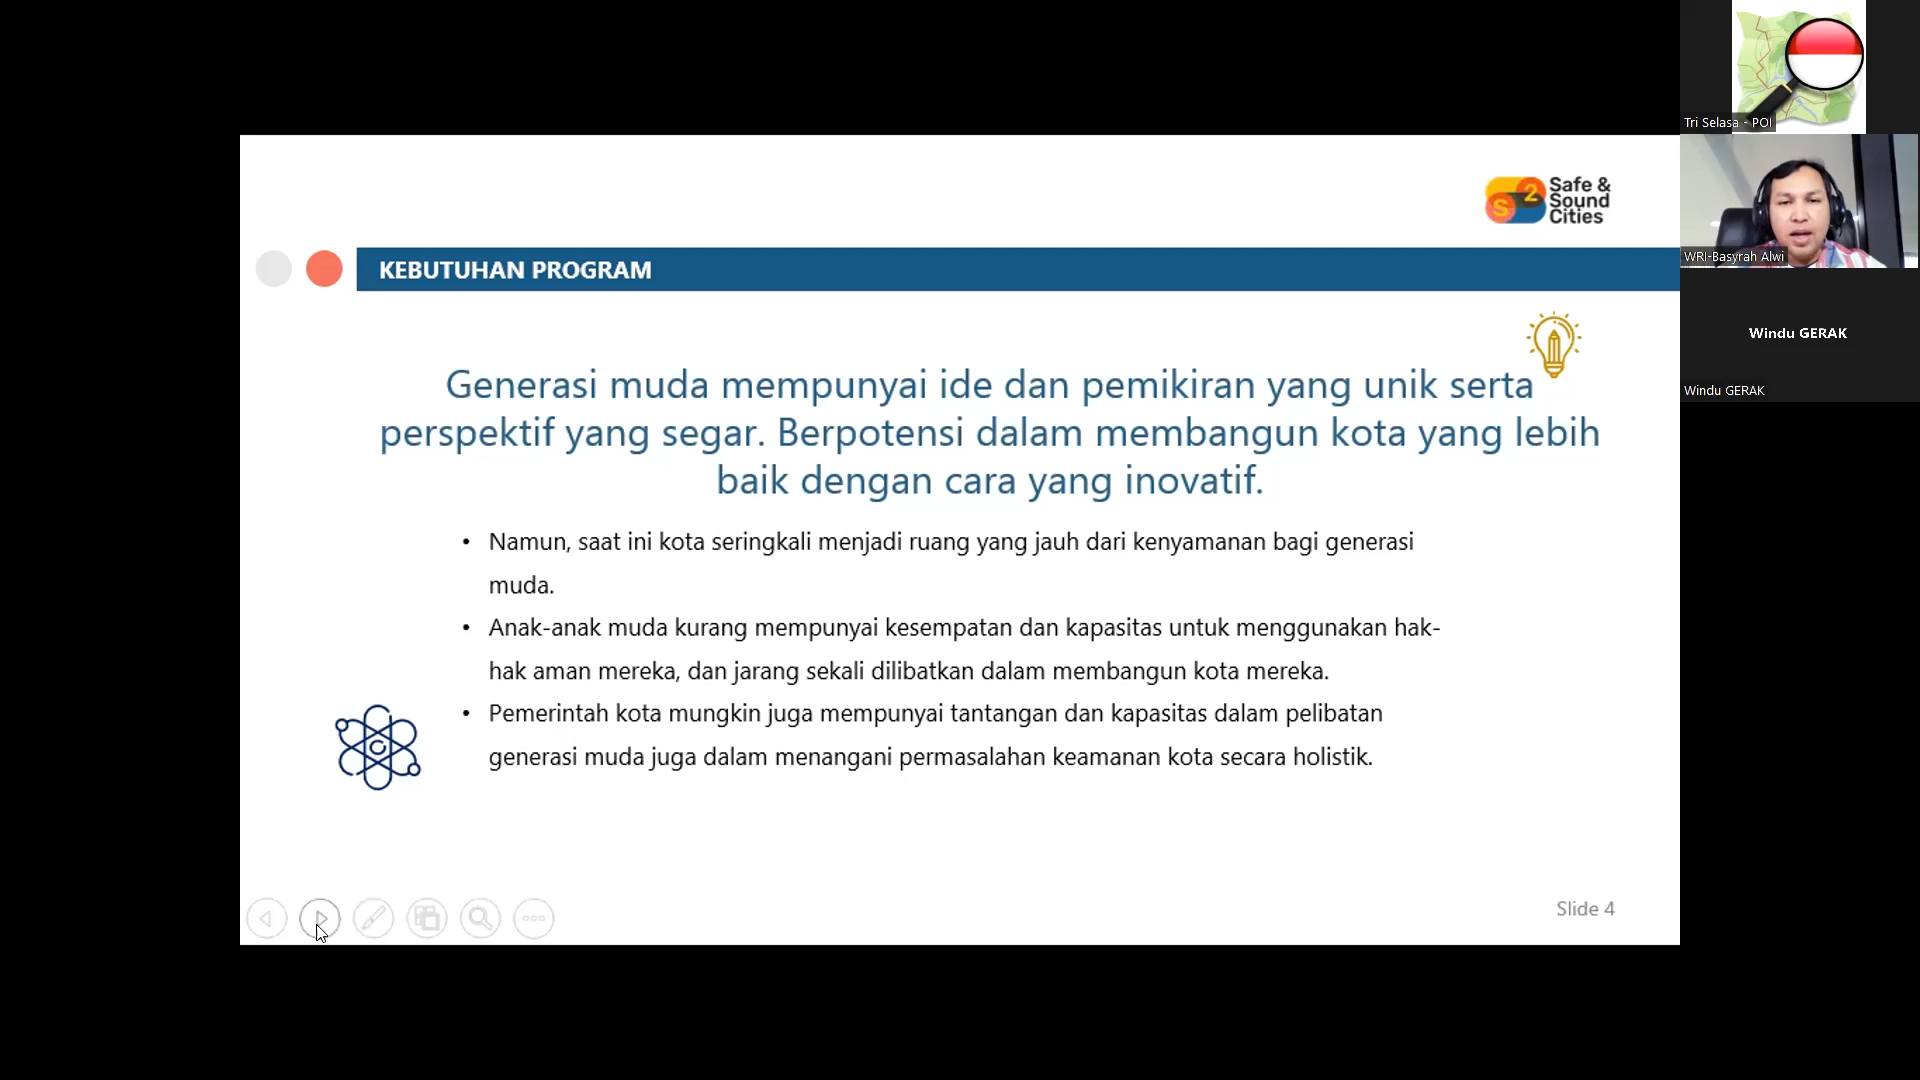 Safe &
Sound
Cities
S
2
KEBUTUHAN PROGRAM
Generasi muda mempunyai ide dan pemikiran yang unik serta
perspektif yang segar. Berpotensi dalam membangun kota yang lebih
baik dengan cara yang inovatif.
• Namun, saat ini kota seringkali menjadi ruang yang jauh dari kenyamanan bagi generasi
muda.
• Anak-anak muda kurang mempunyai kesempatan dan kapasitas untuk menggunakan hak-
hak aman mereka, dan jarang sekali dilibatkan dalam membangun kota mereka.
• Pemerintah kota mungkin juga mempunyai tantangan dan kapasitas dalam pelibatan
generasi muda juga dalam menangani permasalahan keamanan kota secara holistik.
Slide 4
Tri Selasa - POI
WRI-Basyrah Alwi
Windu GERAK
Windu GERAK